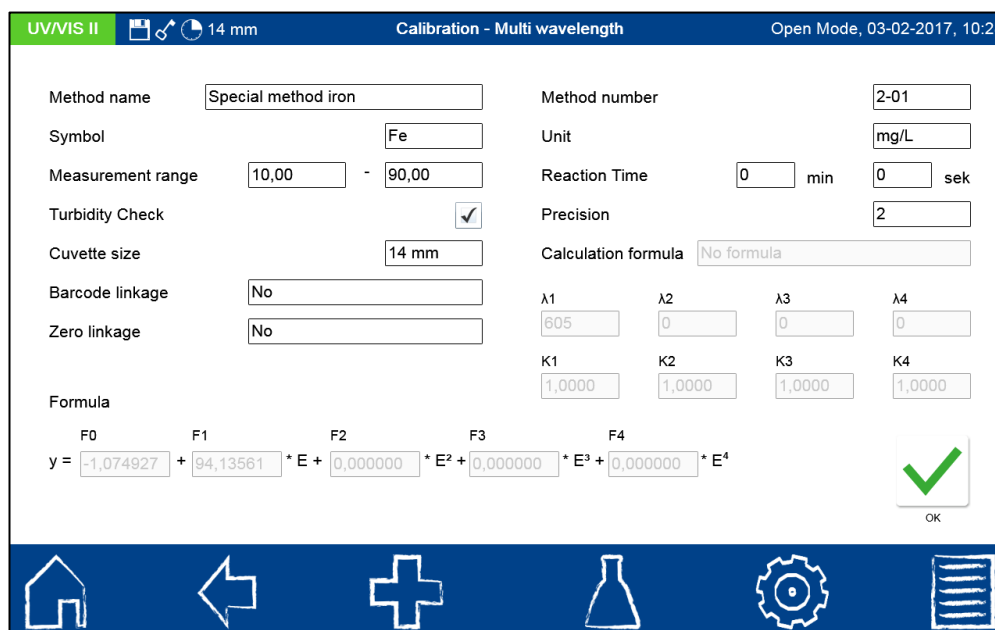 UV/VIS II 14 mm Calibration - Multi wavelength Open Mode, 03-02-2017, 10:2
Method name Special method iron Method number 2-01
Symbol Fe Unit mg/L
Measurement range 10,00 - 90,00 Reaction Time 0 min 0 sek
Turbidity Check Precision 2
Cuvette size 14 mm Calculation formula No formula
Barcode linkage No
λ1 λ2 λ3 λ4
605 0 0 0
Zero linkage No
K1 K2 K3 K4
1,0000 1,0000 1,0000 1,0000
Formula
F0 F1 F2 F3 F4
y = -1,074927 + 94,13561 * E + 0,000000 * E² + 0,000000 * E³ + 0,000000 * E⁴
OK